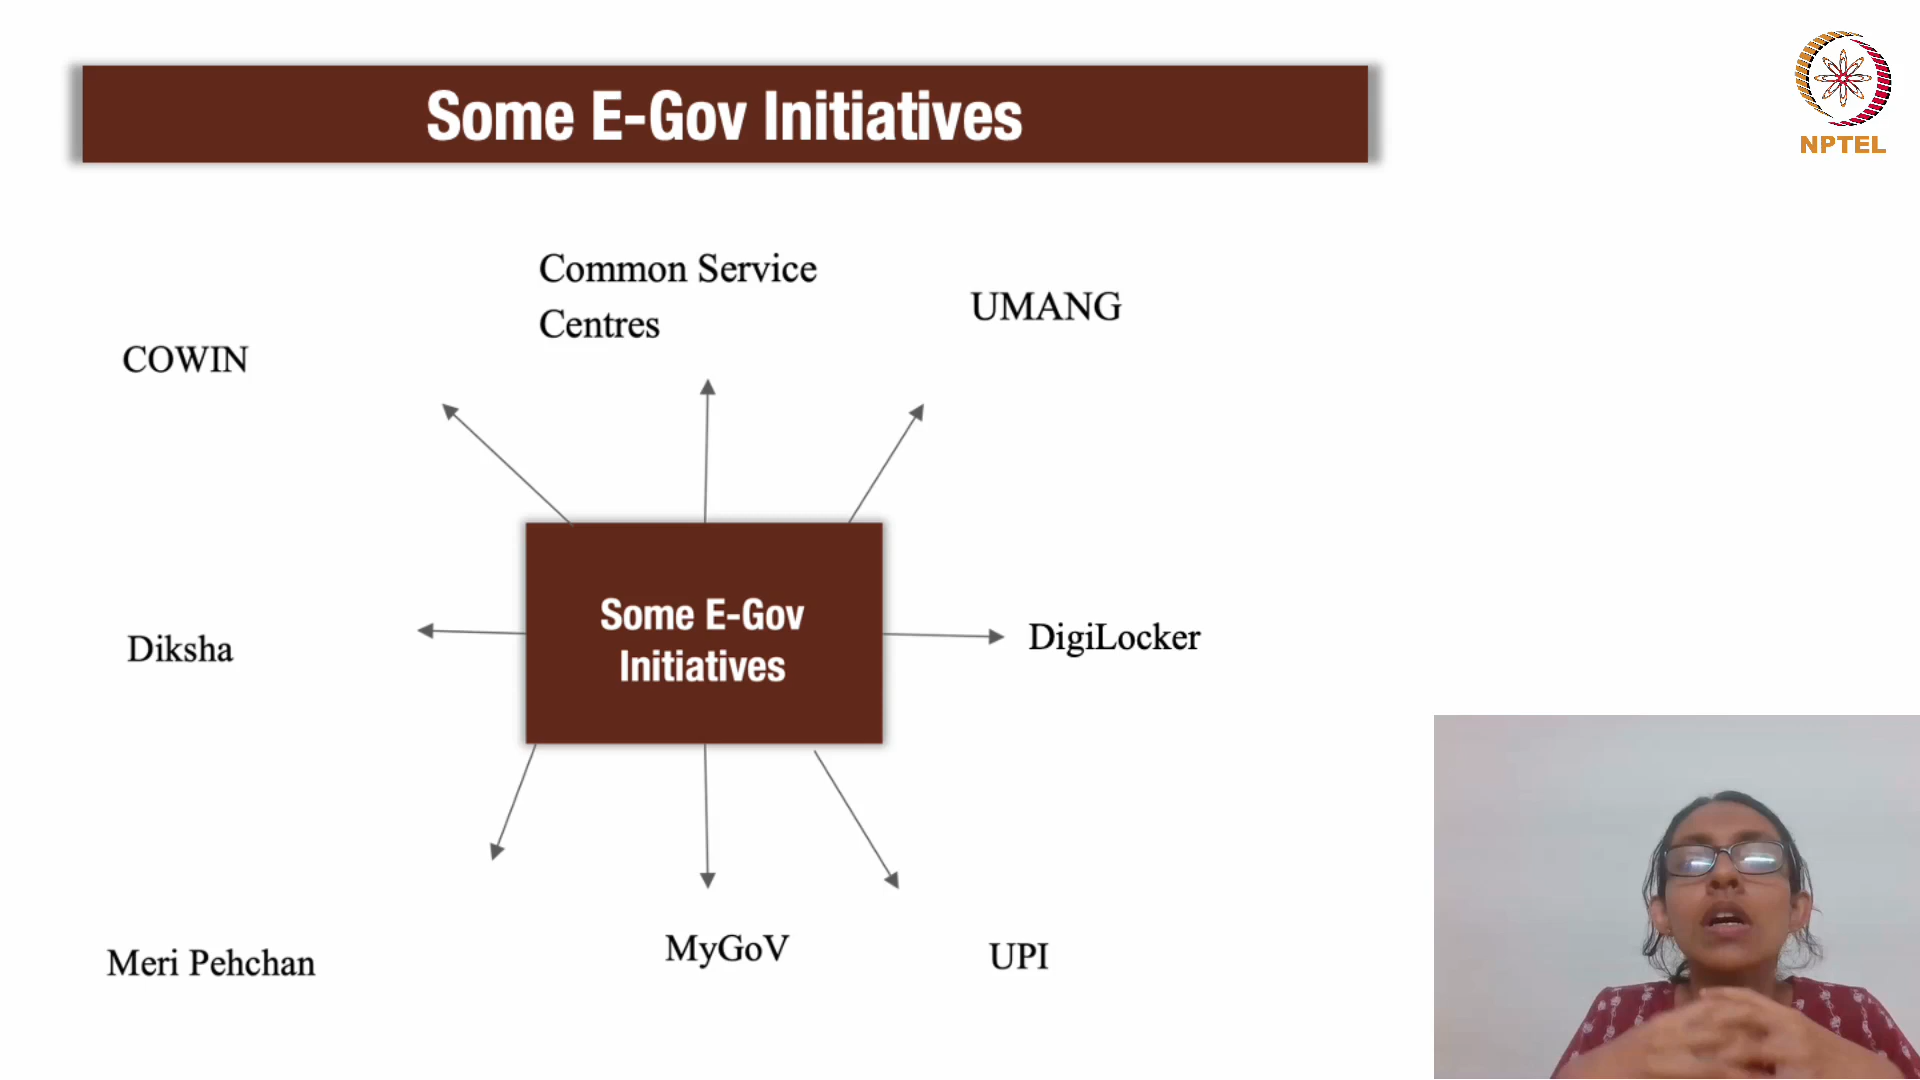 Some E-Gov Initiatives
NPTEL
Common Service
Centres
UMANG
COWIN
Some E-Gov
Initiatives
Diksha
DigiLocker
Meri Pehchan
MyGoV
UPI